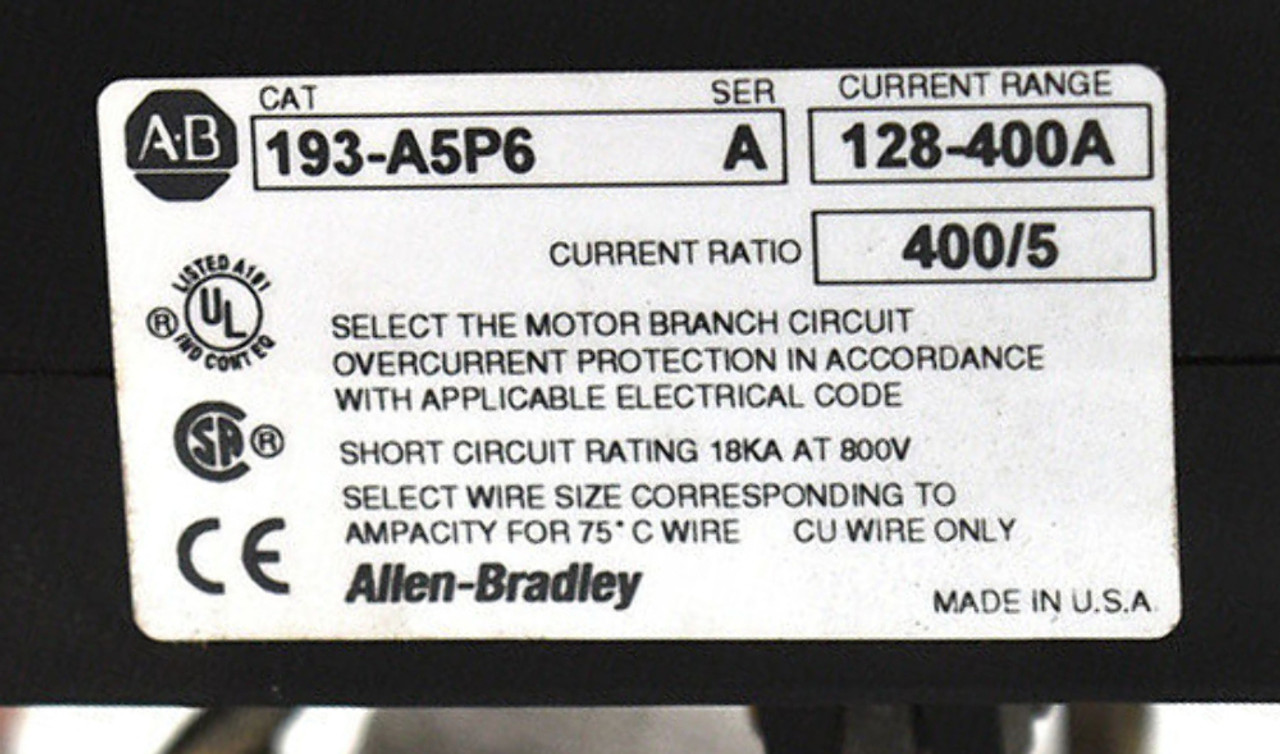 A·B
CAT SER CURRENT RANGE
193-A5P6 A 128-400A
CURRENT RATIO 400/5
LISTED A191
UL
®
IND CONT EQ
SELECT THE MOTOR BRANCH CIRCUIT
OVERCURRENT PROTECTION IN ACCORDANCE
WITH APPLICABLE ELECTRICAL CODE
SA®
SHORT CIRCUIT RATING 18KA AT 800V
SELECT WIRE SIZE CORRESPONDING TO
AMPACITY FOR 75°C WIRE CU WIRE ONLY
CE
Allen-Bradley
MADE IN U.S.A.